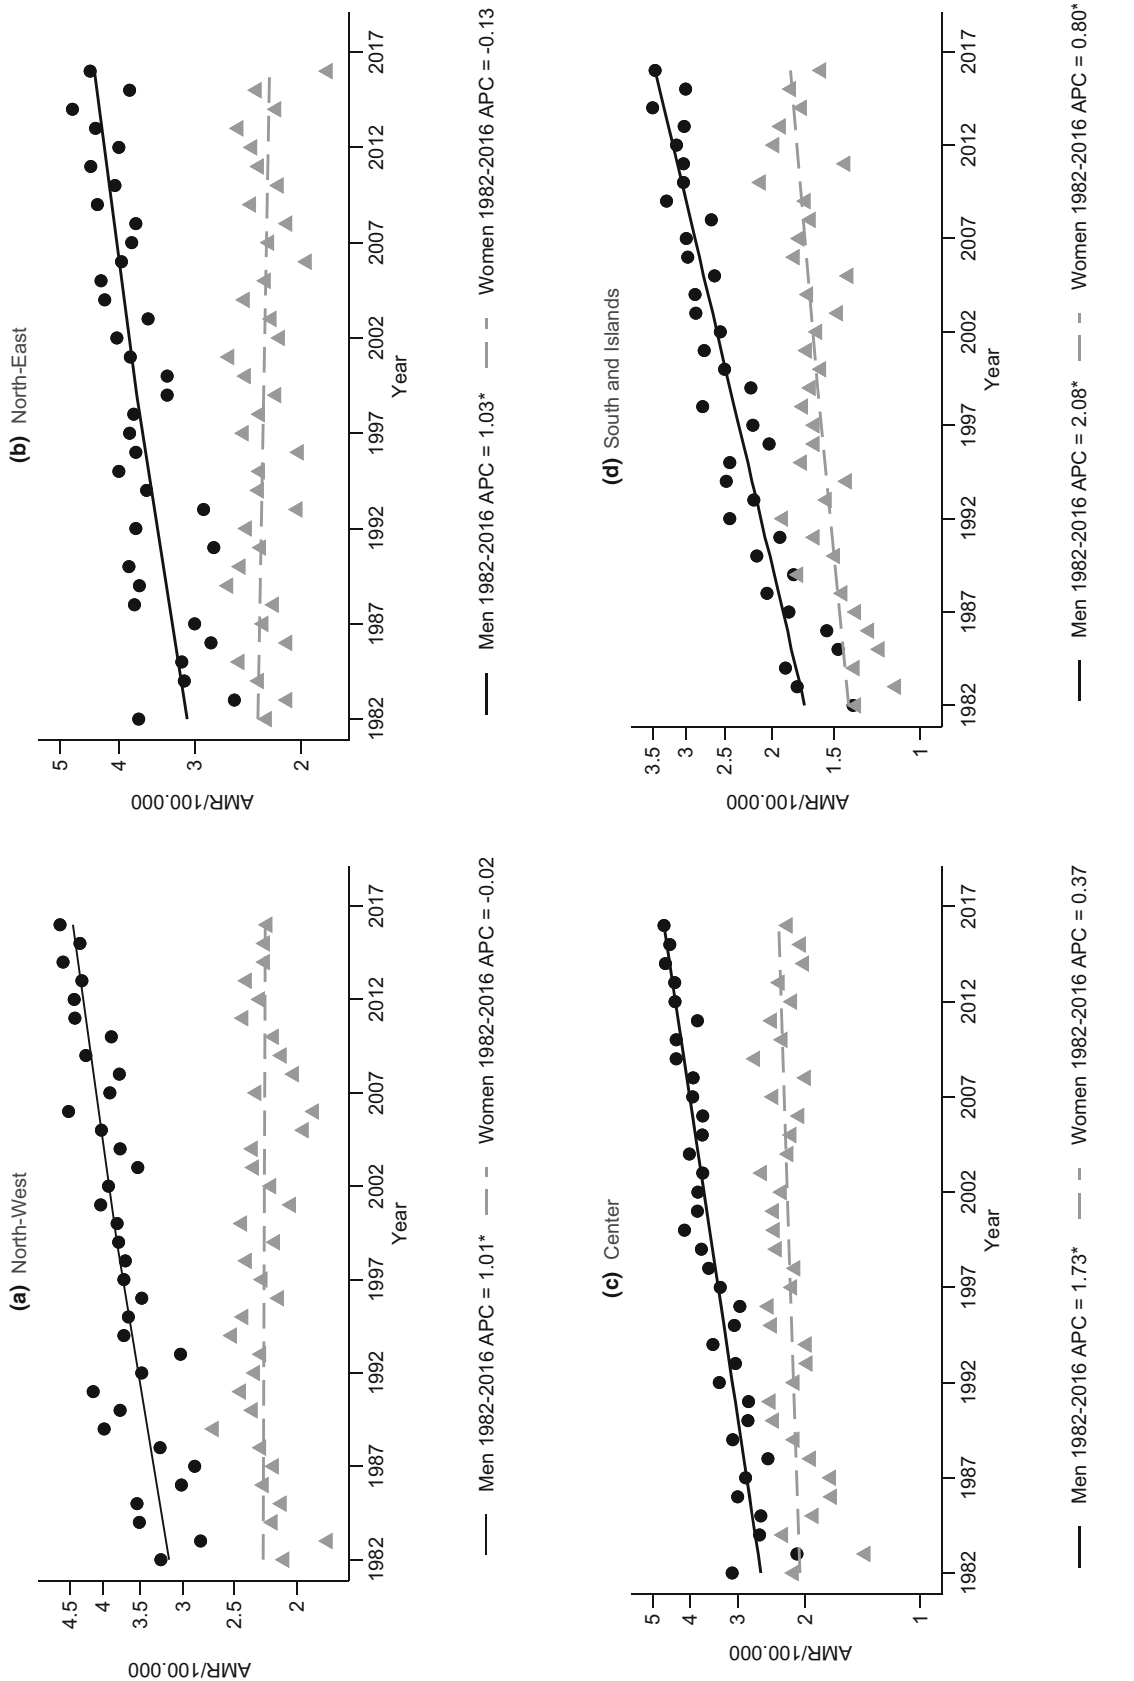 (a) North-West
AMR/100.000
4.5
4
3.5
3
2.5
2
1982 1987 1992 1997 2002 2007 2012 2017
Year
Men 1982-2016 APC = 1.01* Women 1982-2016 APC = -0.02
(b) North-East
AMR/100.000
5
4
3
2
1982 1987 1992 1997 2002 2007 2012 2017
Year
Men 1982-2016 APC = 1.03* Women 1982-2016 APC = -0.13
(c) Center
AMR/100.000
5
4
3
2
1
1982 1987 1992 1997 2002 2007 2012 2017
Year
Men 1982-2016 APC = 1.73* Women 1982-2016 APC = 0.37
(d) South and Islands
AMR/100.000
3.5
3
2.5
2
1.5
1
1982 1987 1992 1997 2002 2007 2012 2017
Year
Men 1982-2016 APC = 2.08* Women 1982-2016 APC = 0.80*